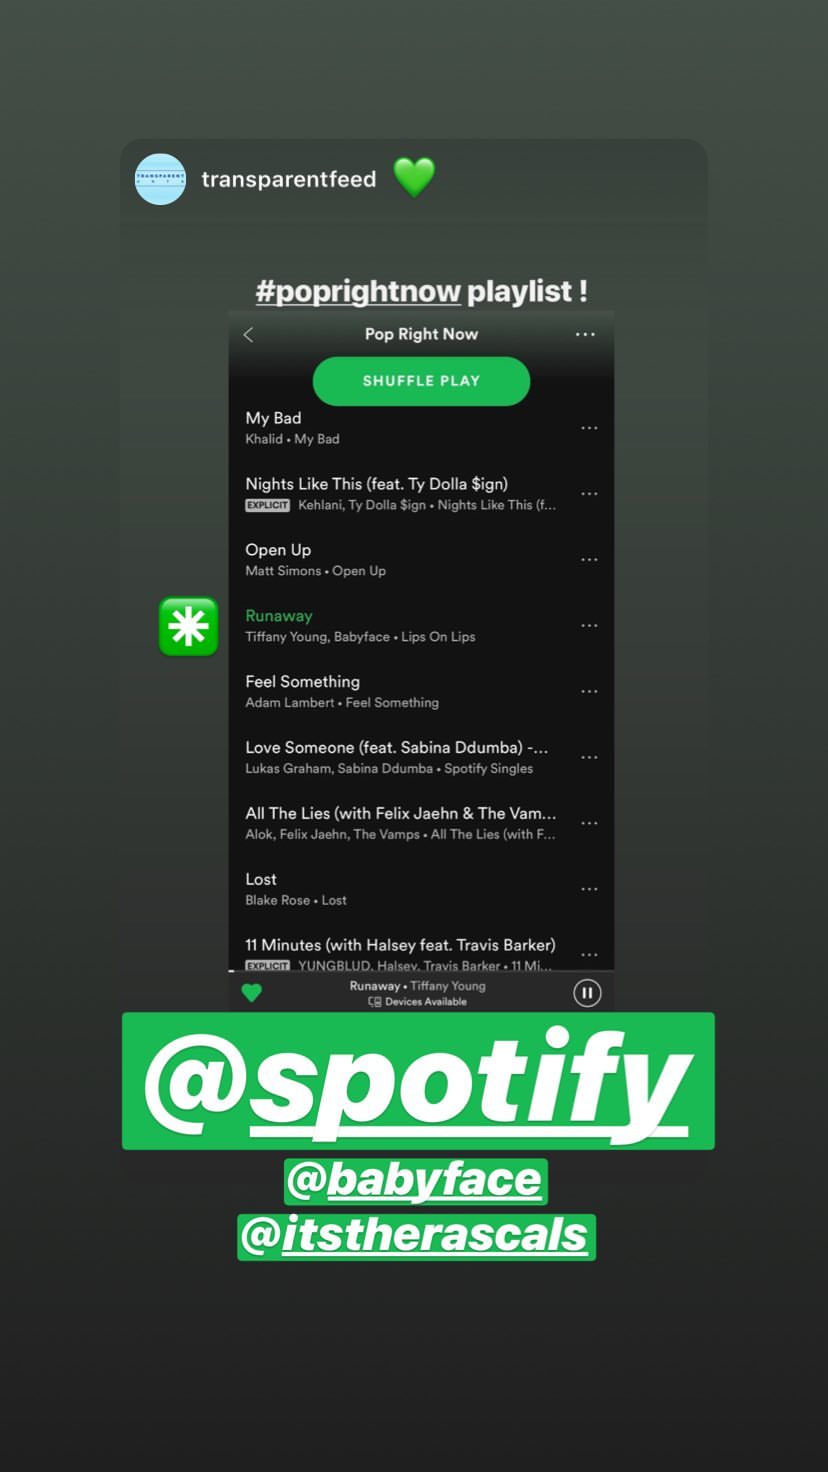 TRANSPARENT
transparentfeed 💚
#poprightnow playlist !
Pop Right Now
SHUFFLE PLAY
My Bad
Khalid • My Bad
Nights Like This (feat. Ty Dolla $ign)
EXPLICIT Kehlani, Ty Dolla $ign • Nights Like This (f...
Open Up
Matt Simons • Open Up
Runaway
Tiffany Young, Babyface • Lips On Lips
Feel Something
Adam Lambert • Feel Something
Love Someone (feat. Sabina Ddumba) -...
Lukas Graham, Sabina Ddumba • Spotify Singles
All The Lies (with Felix Jaehn & The Vam...
Alok, Felix Jaehn, The Vamps • All The Lies (with F...
Lost
Blake Rose • Lost
11 Minutes (with Halsey feat. Travis Barker)
EXPLICIT YUNGBLUD, Halsey, Travis Barker • 11 Mi...
Runaway • Tiffany Young
Devices Available
@spotify
@babyface
@itstherascals